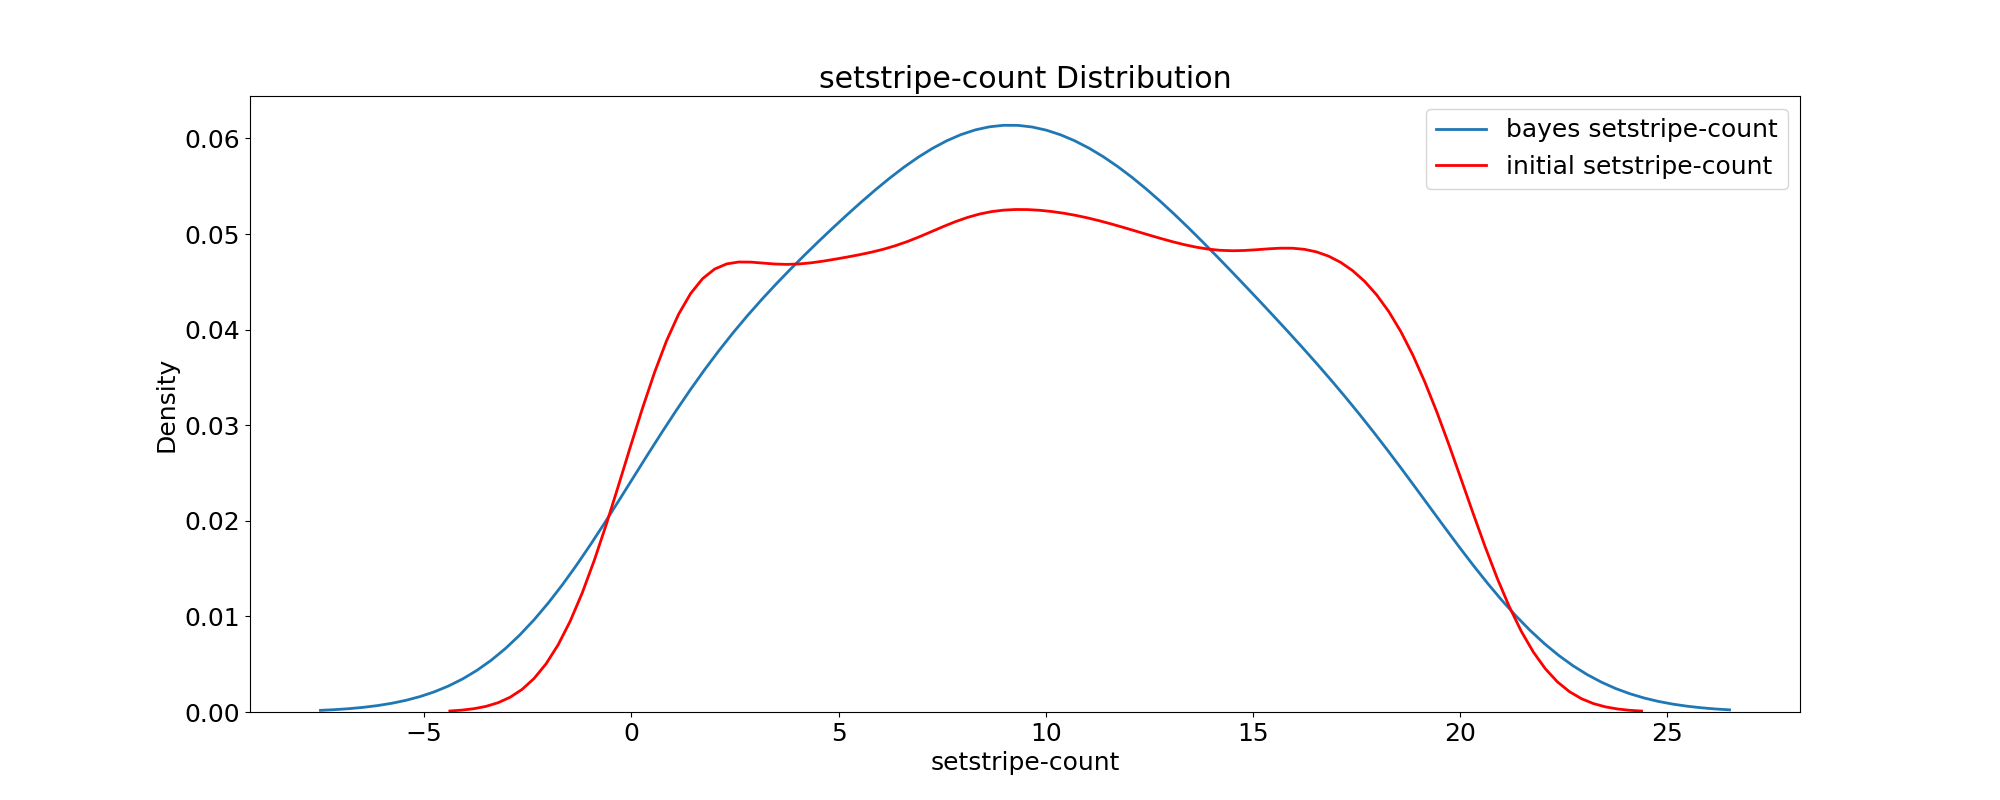 setstripe-count Distribution
bayes setstripe-count
initial setstripe-count
0.06
0.05
0.04
0.03
0.02
0.01
0.00
Density
−5
0
5
10
15
20
25
setstripe-count